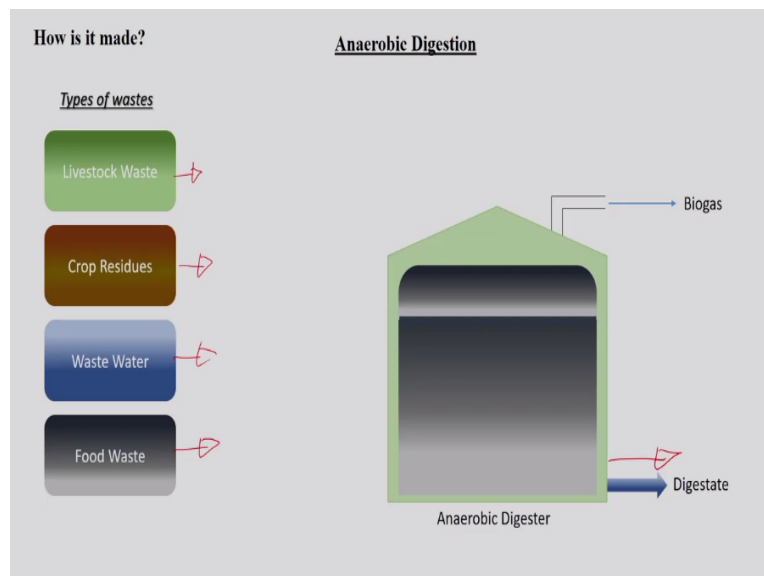 How is it made?
Anaerobic Digestion
Types of wastes
Livestock Waste
Crop Residues
Waste Water
Food Waste
Biogas
Digestate
Anaerobic Digester